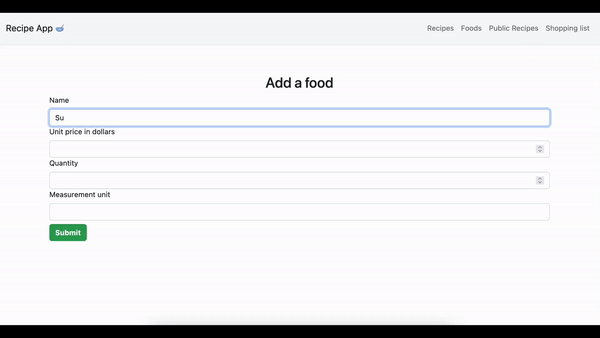 Recipe App 🥣
Recipes Foods Public Recipes Shopping list
Add a food
Name
Su
Unit price in dollars
Quantity
Measurement unit
Submit